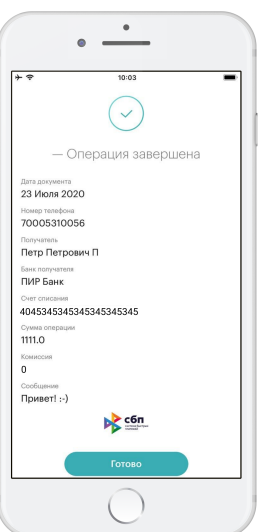 10:03
— Операция завершена
Дата документа
23 Июля 2020
Номер телефона
70005310056
Получатель
Петр Петрович П
Банк получателя
ПИР Банк
Счет списания
4045345345345345345345
Сумма операции
1111.0
Комиссия
0
Сообщение
Привет! :-)
сбп
Готово